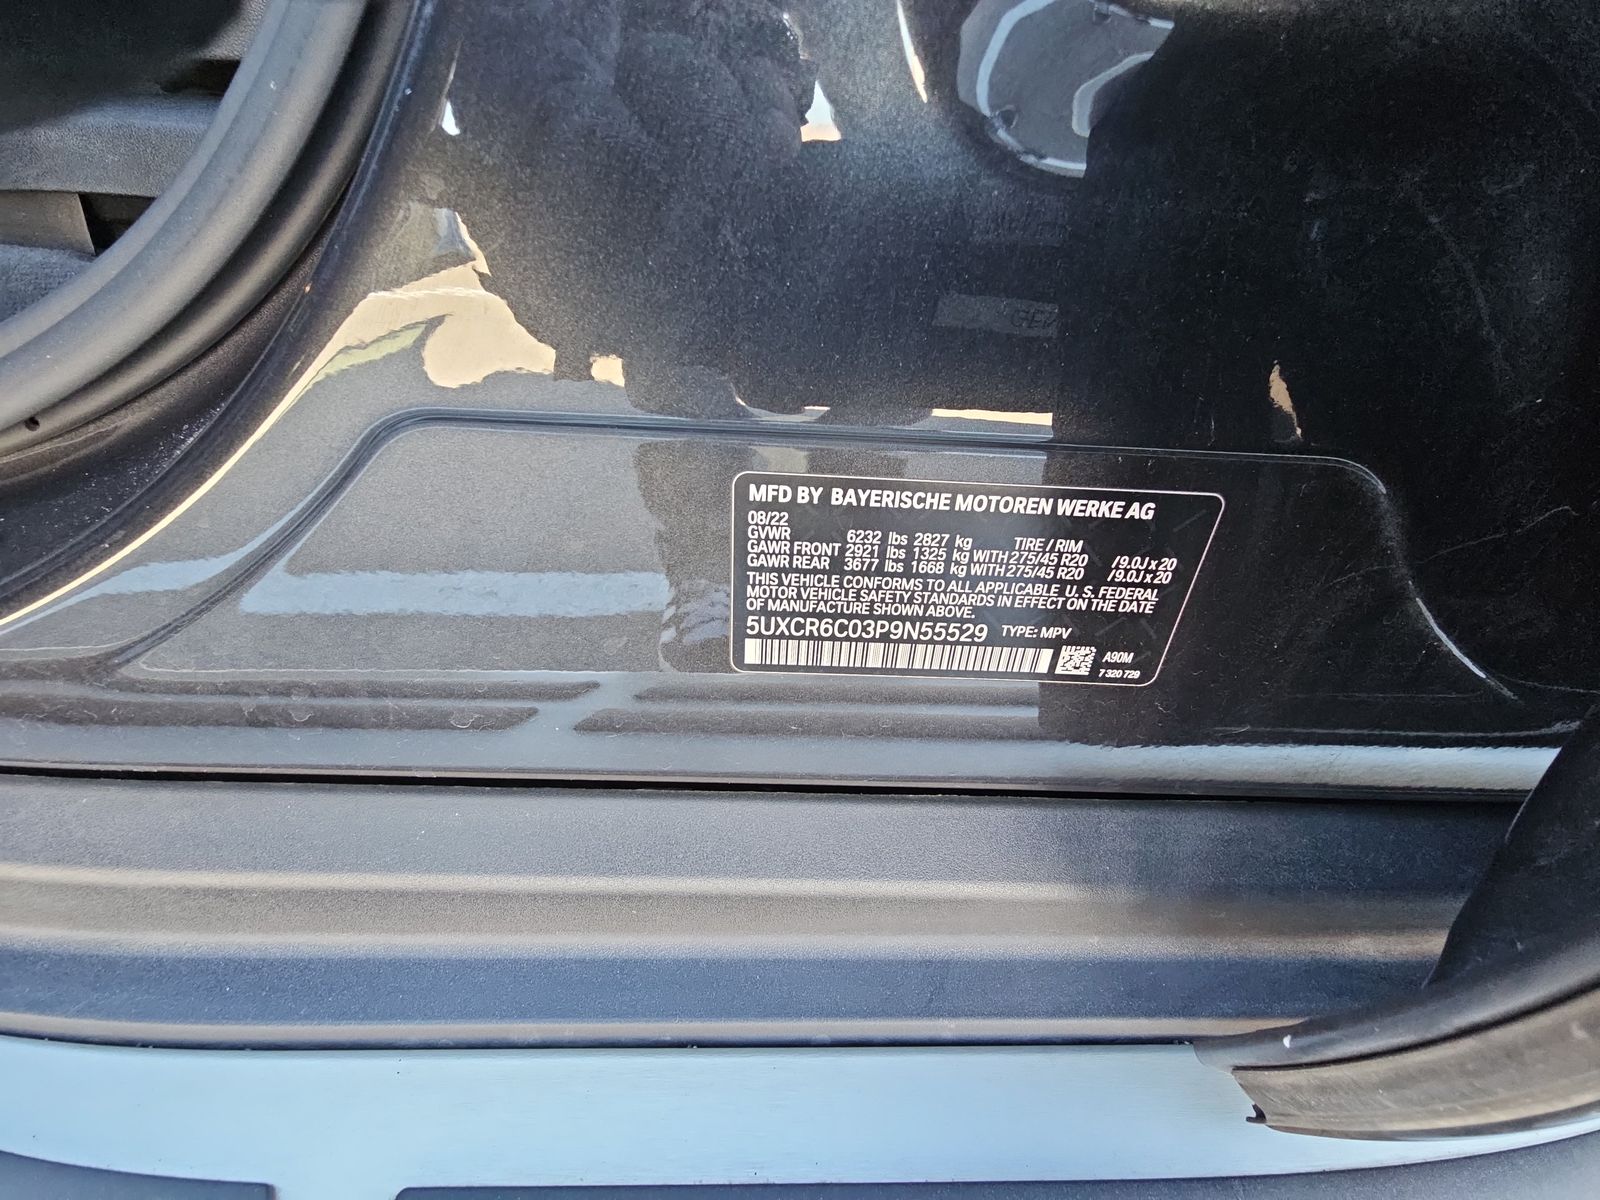 MFD BY BAYERISCHE MOTOREN WERKE AG
08/22
GVWR 6232 lbs 2827 kg TIRE / RIM
GAWR FRONT 2921 lbs 1325 kg WITH 275/45 R20 /9.0J x 20
GAWR REAR 3677 lbs 1668 kg WITH 275/45 R20 /9.0J x 20
THIS VEHICLE CONFORMS TO ALL APPLICABLE U. S. FEDERAL
MOTOR VEHICLE SAFETY STANDARDS IN EFFECT ON THE DATE
OF MANUFACTURE SHOWN ABOVE.
5UXCR6C03P9N55529 TYPE: MPV
A90M
7 320 729